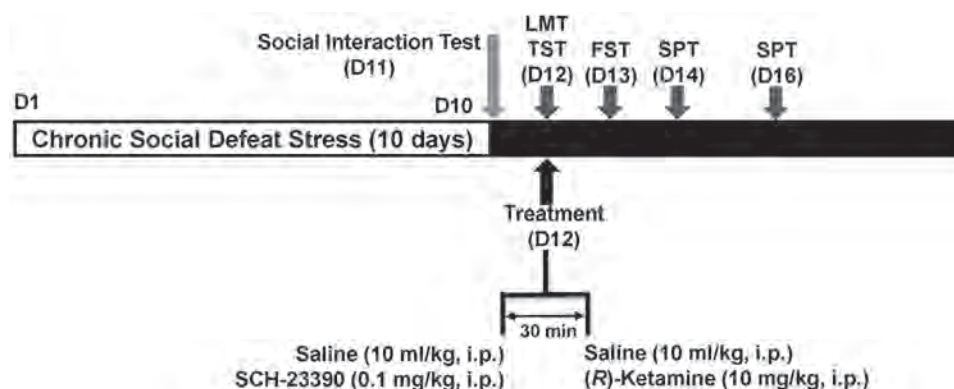 Social Interaction Test
(D11)
LMT
TST
(D12)
FST
(D13)
SPT
(D14)
SPT
(D16)
D1
D10
Chronic Social Defeat Stress (10 days)
Treatment
(D12)
30 min
Saline (10 ml/kg, i.p.)
SCH-23390 (0.1 mg/kg, i.p.)
Saline (10 ml/kg, i.p.)
(R)-Ketamine (10 mg/kg, i.p.)